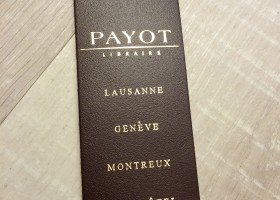 PAYOT
LIBRAIRE
LAUSANNE
GENÈVE
MONTREUX